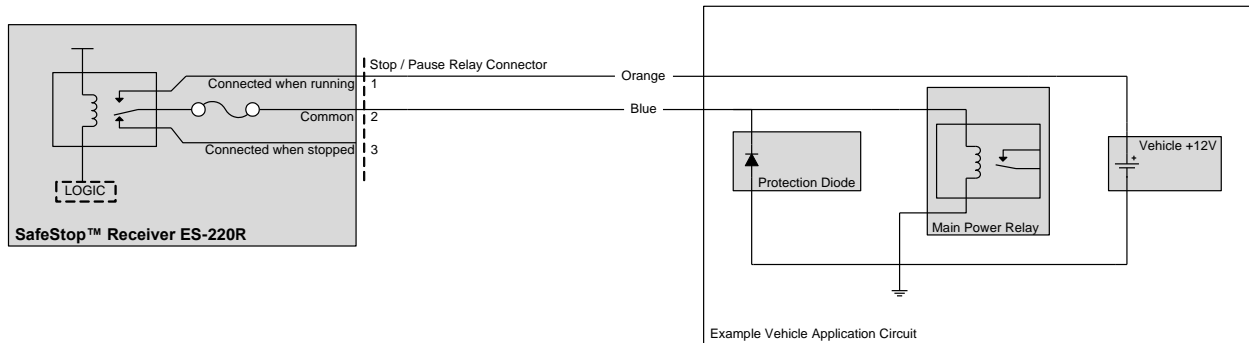 Stop / Pause Relay Connector
Connected when running
1
Orange
Common
2
Blue
Connected when stopped
3
LOGIC
SafeStop™ Receiver ES-220R
Protection Diode
Main Power Relay
Vehicle +12V
+
Example Vehicle Application Circuit